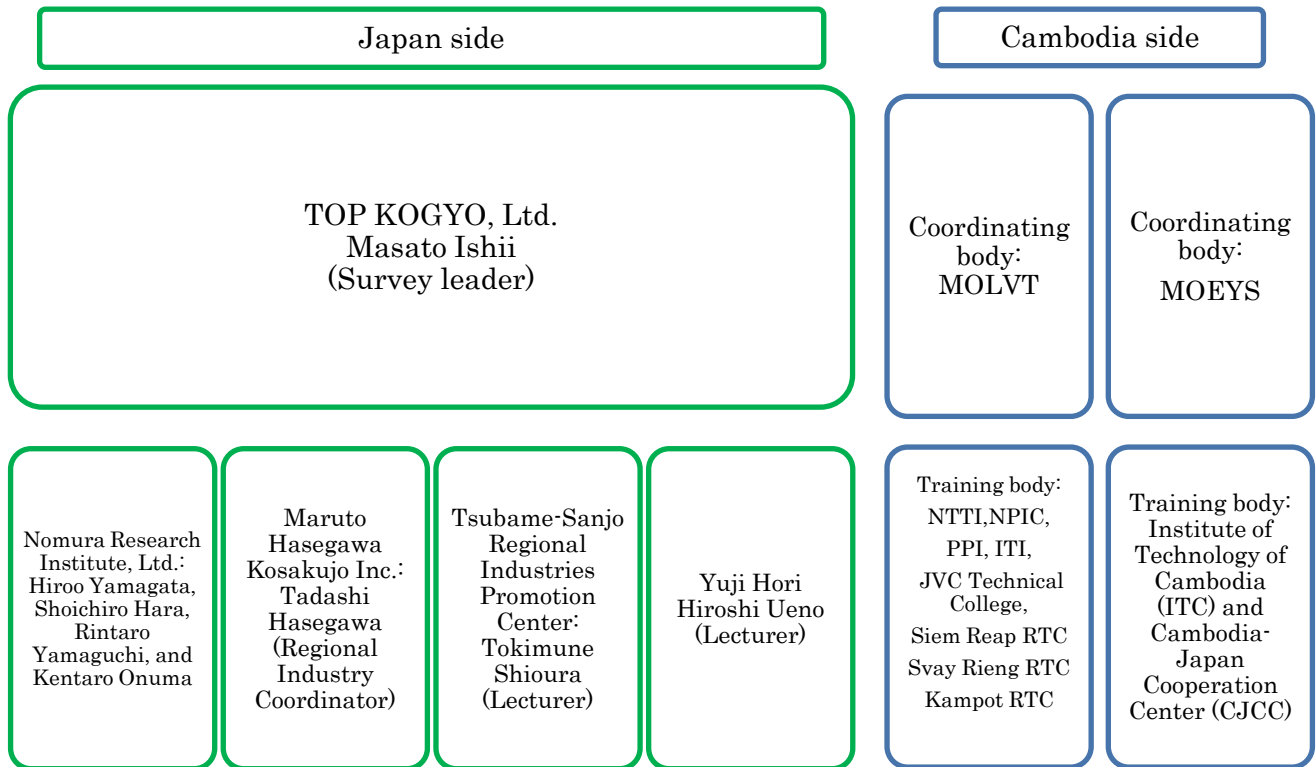 Japan side
Cambodia side
TOP KOGYO, Ltd.
Masato Ishii
(Survey leader)
Coordinating
body:
MOLVT
Coordinating
body:
MOEYS
Nomura Research
Institute, Ltd.:
Hiroo Yamagata,
Shoichiro Hara,
Rintaro
Yamaguchi, and
Kentaro Onuma
Maruto
Hasegawa
Kosakujo Inc.:
Tadashi
Hasegawa
(Regional
Industry
Coordinator)
Tsubame-Sanjo
Regional
Industries
Promotion
Center:
Tokimune
Shioura
(Lecturer)
Yuji Hori
Hiroshi Ueno
(Lecturer)
Training body:
NTTI,NPIC,
PPI, ITI,
JVC Technical
College,
Siem Reap RTC
Svay Rieng RTC
Kampot RTC
Training body:
Institute of
Technology of
Cambodia
(ITC) and
Cambodia-
Japan
Cooperation
Center (CJCC)